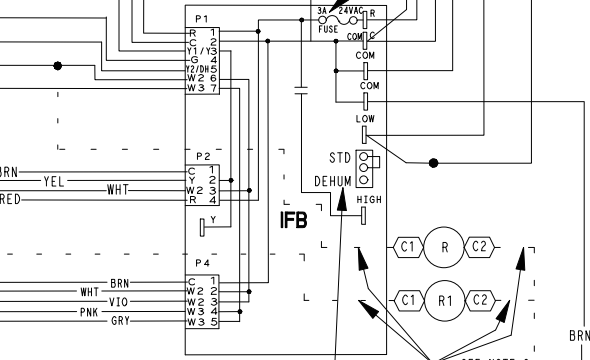 3A 24VAC R
FUSE
COM C
COM
COM
LOW
P1
R 1
C 2
Y1/Y 3
G 4
Y2/DH 5
W2 6
W3 7
STD
DEHUM
HIGH
P2
C 1
Y 2
W2 3
R 4
BRN
YEL
WHT
RED
Y
IFB
C1 R C2
C1 R1 C2
P4
C 1
W2 2
W2 3
W3 4
W3 5
BRN
WHT
VIO
PNK
GRY
BRN